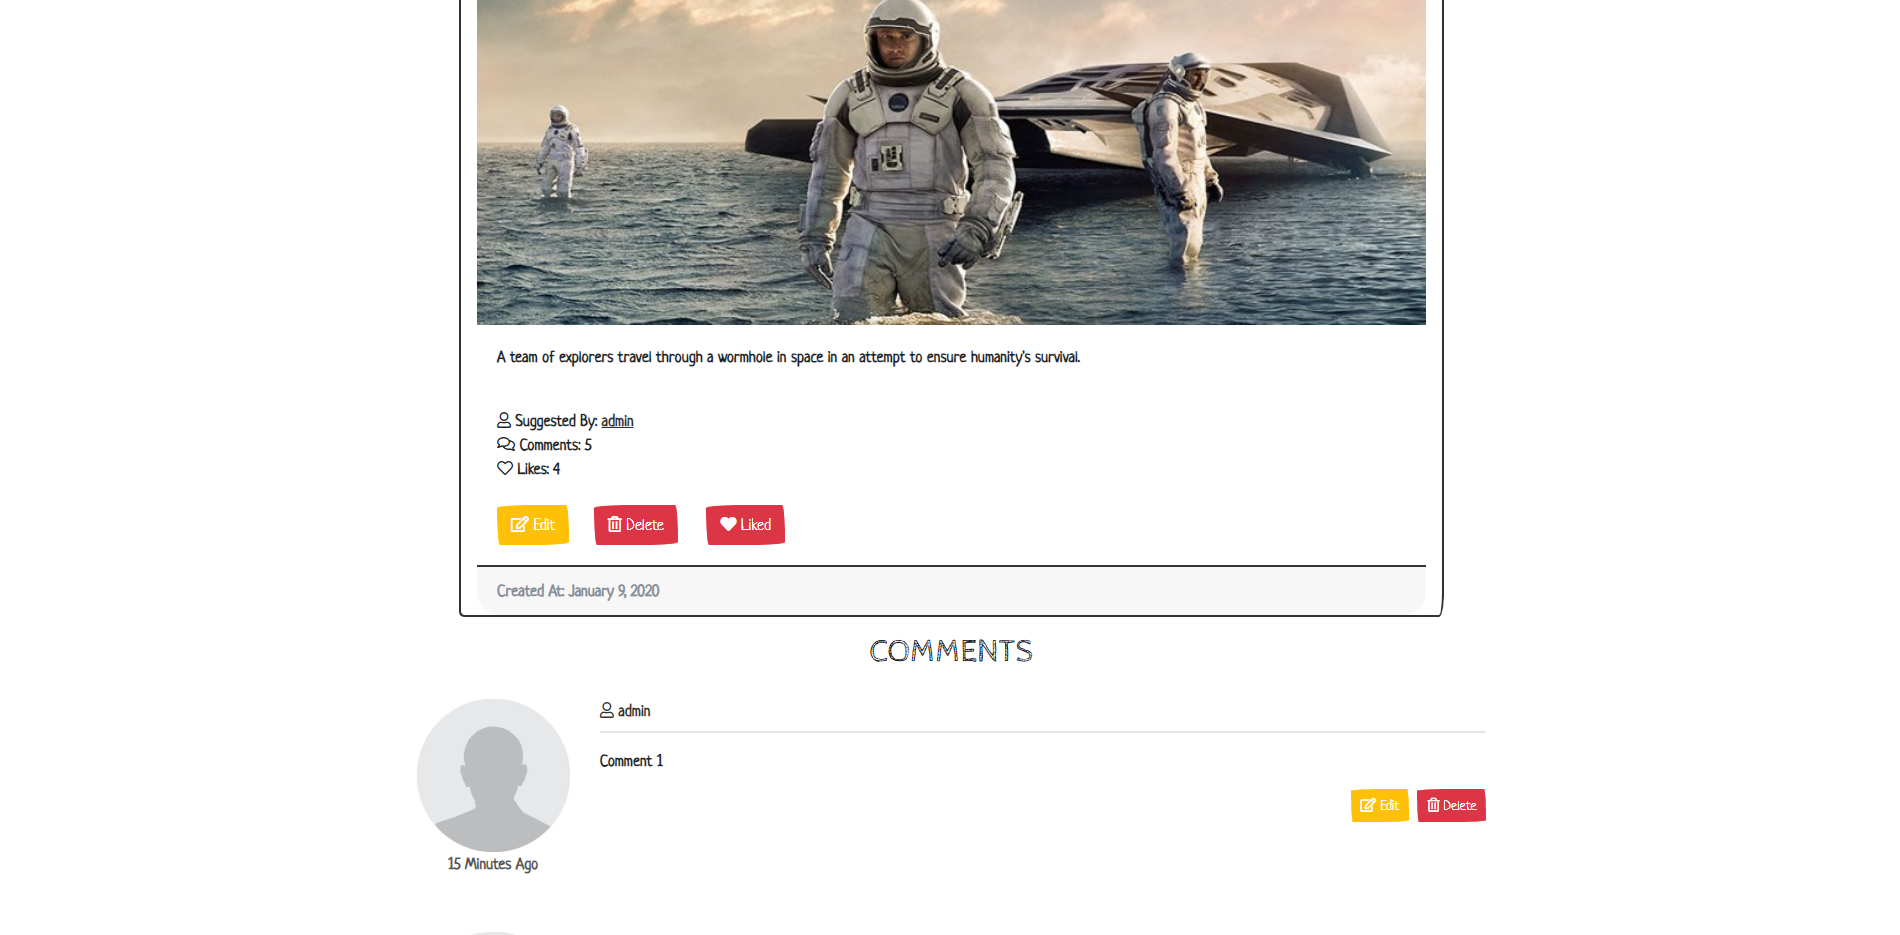 A team of explorers travel through a wormhole in space in an attempt to ensure humanity's survival.
Suggested By: admin
Comments: 5
Likes: 4
Edit Delete Liked
Created At: January 9, 2020
COMMENTS
admin
Comment 1
Edit Delete
15 Minutes Ago